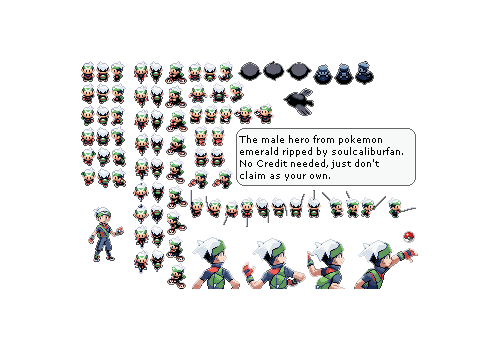 The male hero from pokemon
emerald ripped by soulcaliburfan.
No Credit needed, just don't
claim as your own.